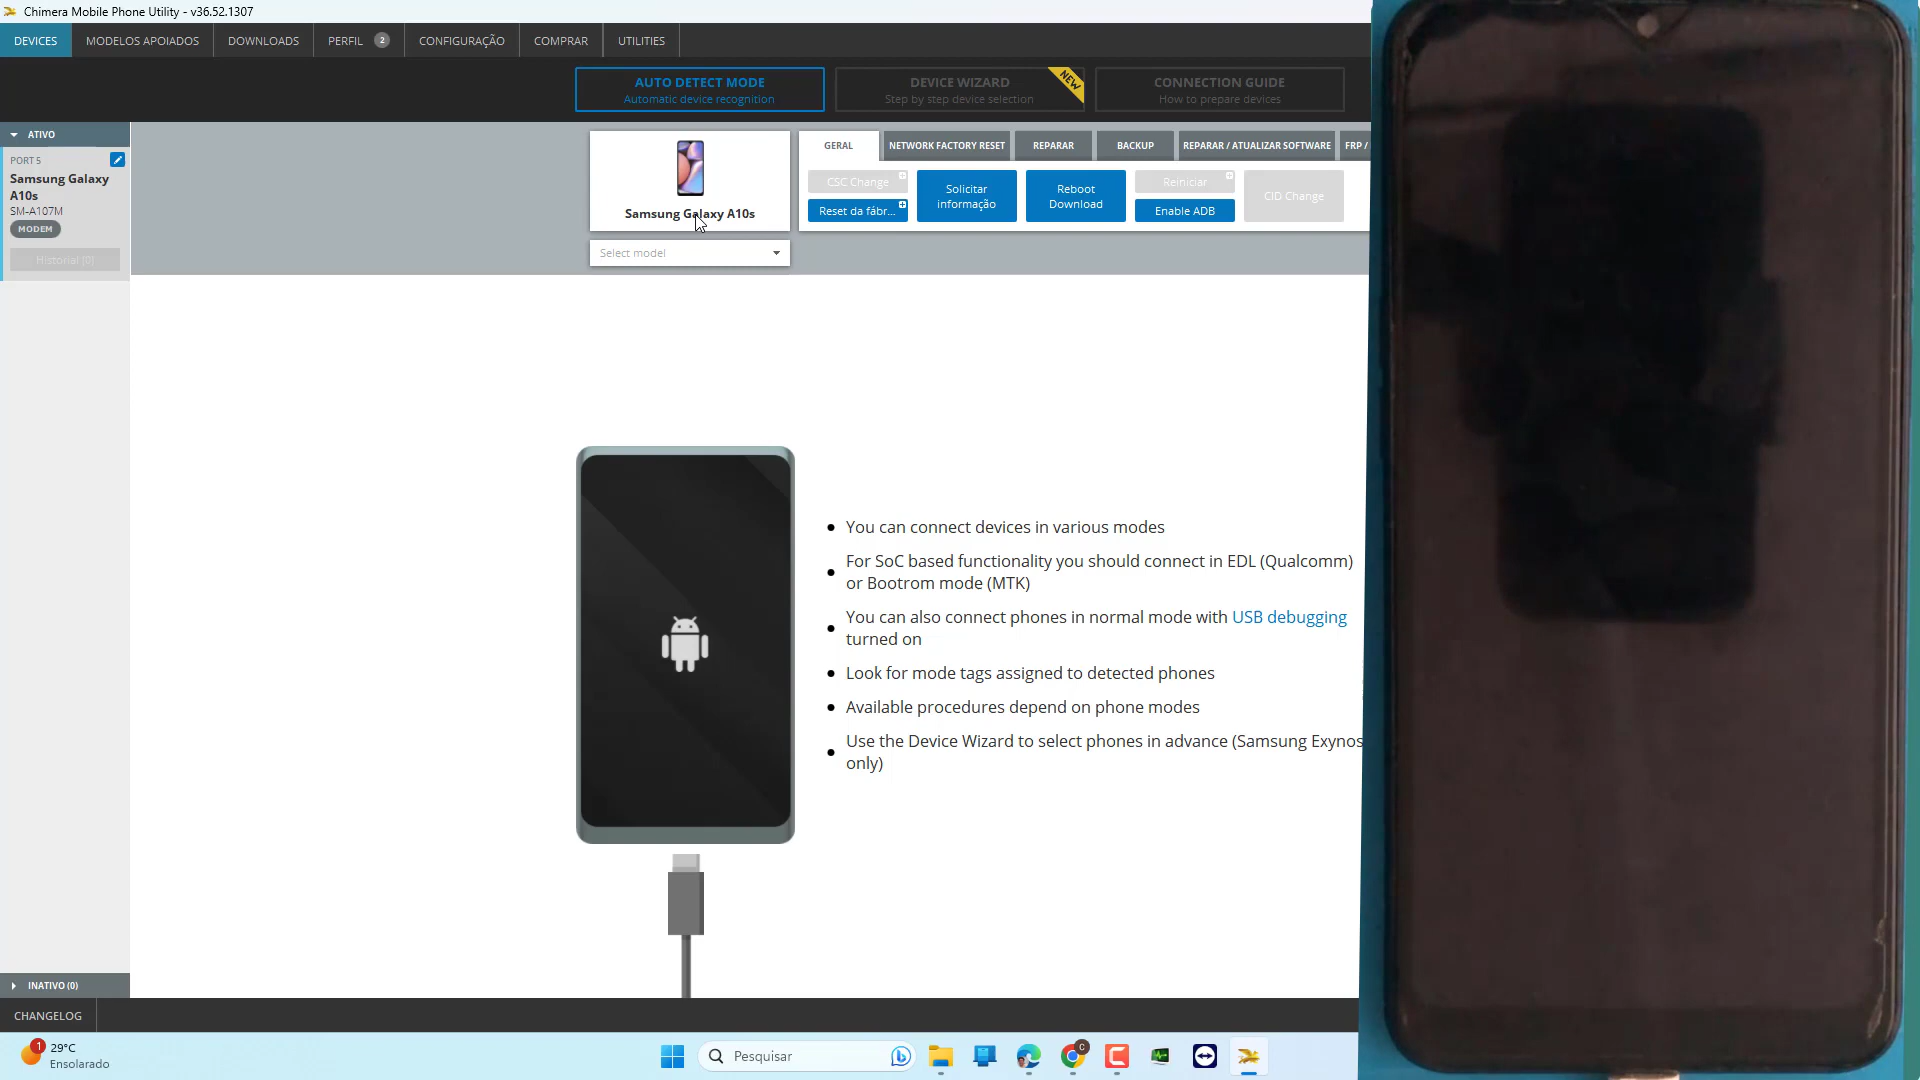 Chimera Mobile Phone Utility - v36.52.1307
DEVICES
MODELOS APOIADOS
DOWNLOADS
PERFIL 2
CONFIGURAÇÃO
COMPRAR
UTILITIES
AUTO DETECT MODE
Automatic device recognition
DEVICE WIZARD
Step by step device selection
NEW
CONNECTION GUIDE
How to prepare devices
ATIVO
PORT 5
Samsung Galaxy
A10s
SM-A107M
MODEM
Historial [0]
Samsung Galaxy A10s
Select model
GERAL
NETWORK FACTORY RESET
REPARAR
BACKUP
REPARAR / ATUALIZAR SOFTWARE
FRP /
CSC Change
Reset da fábr...
Solicitar
informação
Reboot
Download
Reiniciar
Enable ADB
CID Change
You can connect devices in various modes
For SoC based functionality you should connect in EDL (Qualcomm)
or Bootrom mode (MTK)
You can also connect phones in normal mode with USB debugging
turned on
Look for mode tags assigned to detected phones
Available procedures depend on phone modes
Use the Device Wizard to select phones in advance (Samsung Exynos
only)
INATIVO (0)
CHANGELOG
1
29°C
Ensolarado
Pesquisar
C